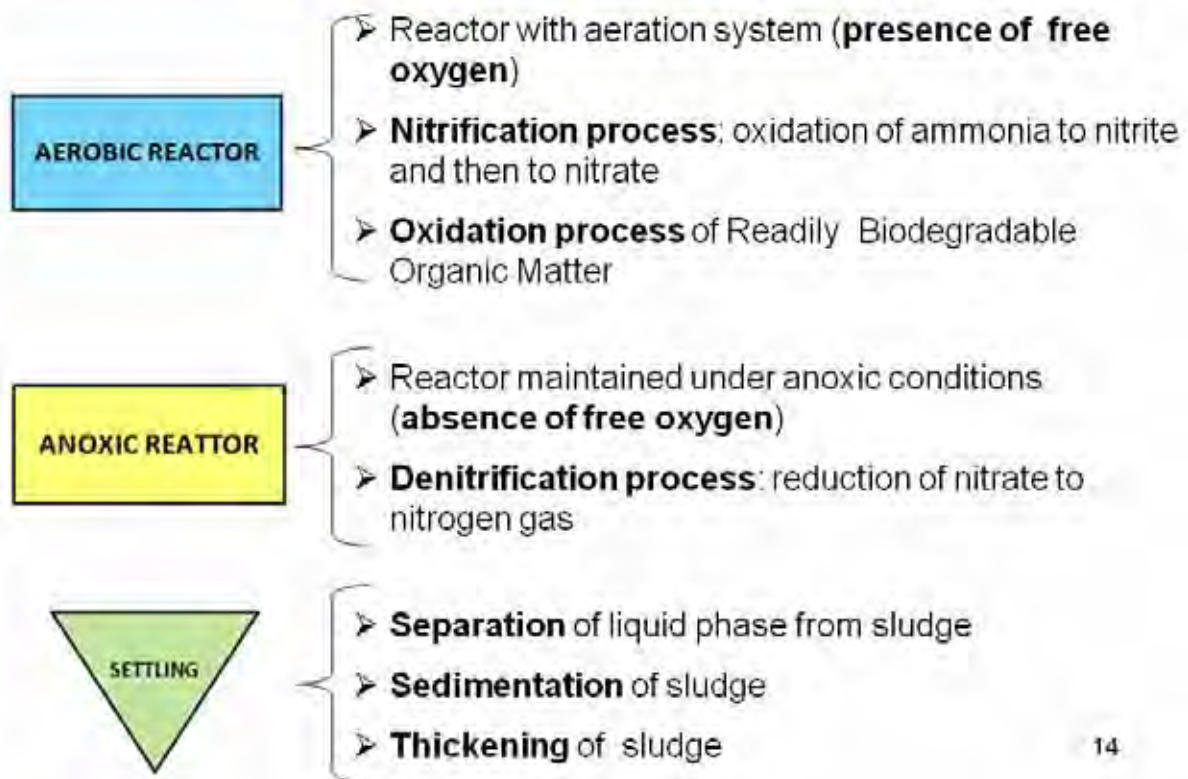 ➢ Reactor with aeration system (presence of free
oxygen)
AEROBIC REACTOR
➢ Nitrification process: oxidation of ammonia to nitrite
and then to nitrate
➢ Oxidation process of Readily Biodegradable
Organic Matter
➢ Reactor maintained under anoxic conditions
(absence of free oxygen)
ANOXIC REATTOR
➢ Denitrification process: reduction of nitrate to
nitrogen gas
SETTLING
➢ Separation of liquid phase from sludge
➢ Sedimentation of sludge
➢ Thickening of sludge
14